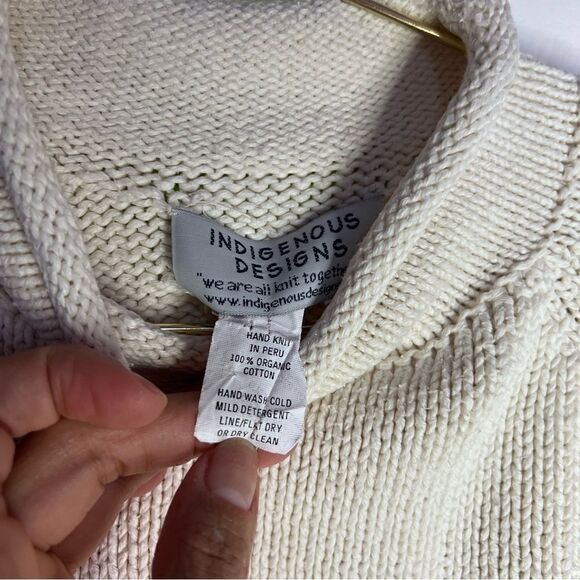 INDIGENOUS
DESIGNS
"we are all knit
HAND KNIT
IN PERU
100% ORGANIC
COTTON
HAND WASH COLD
MILD DETERGENT
LINE/FLAT DRY
OR DRY CLEAN